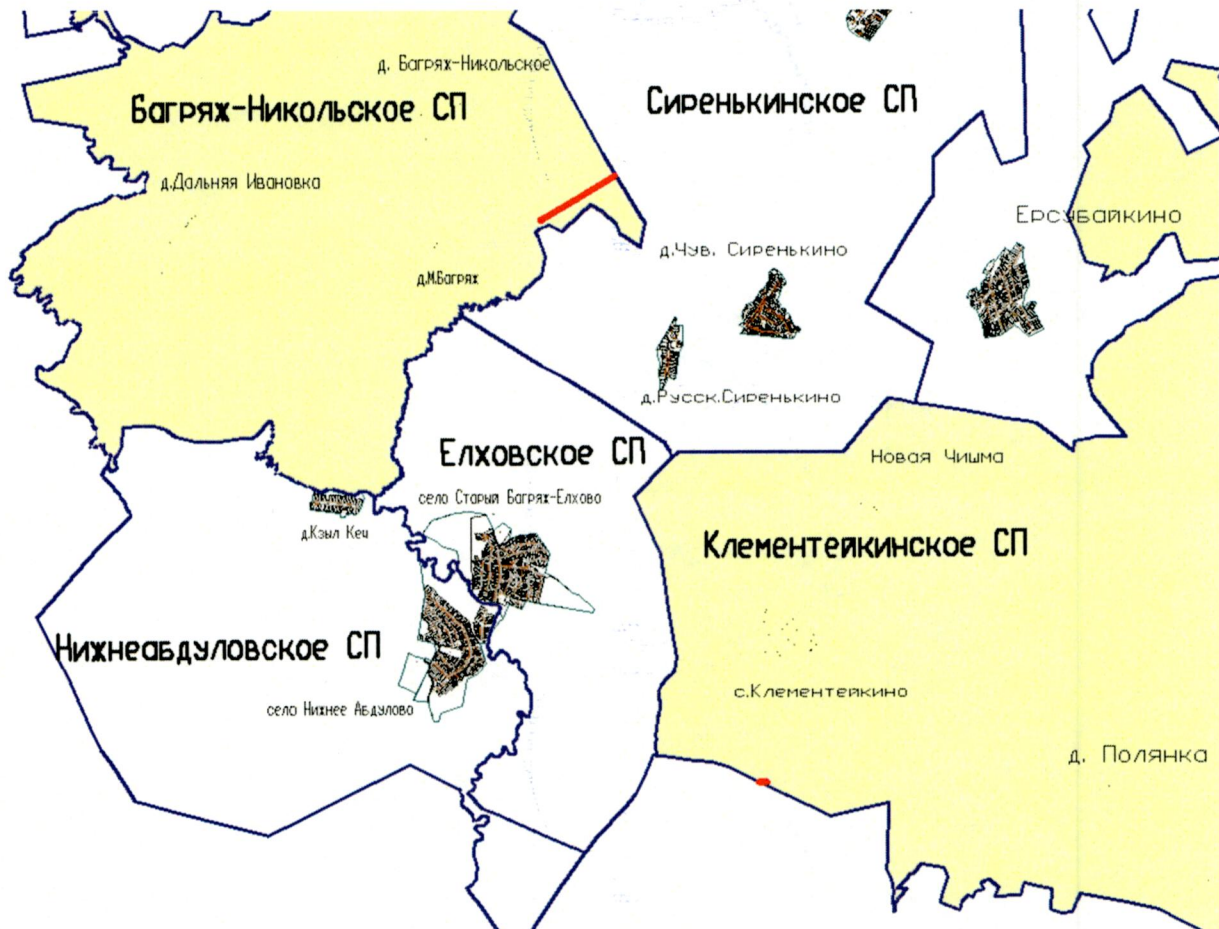 д. Багряж-Никольское
Багряж-Никольское СП
Сиренькинское СП
д.Дальняя Ивановка
Ерсубайкино
д.Чув. Сиренькино
д.М.Багряж
д.Русск.Сиренькино
Елховское СП
Новая Чишма
село Старый Багряж-Елхово
д.Кзыл Кеч
Клементейкинское СП
Нижнеабдуловское СП
с.Клементейкино
село Нижнее Абдулово
д. Полянка